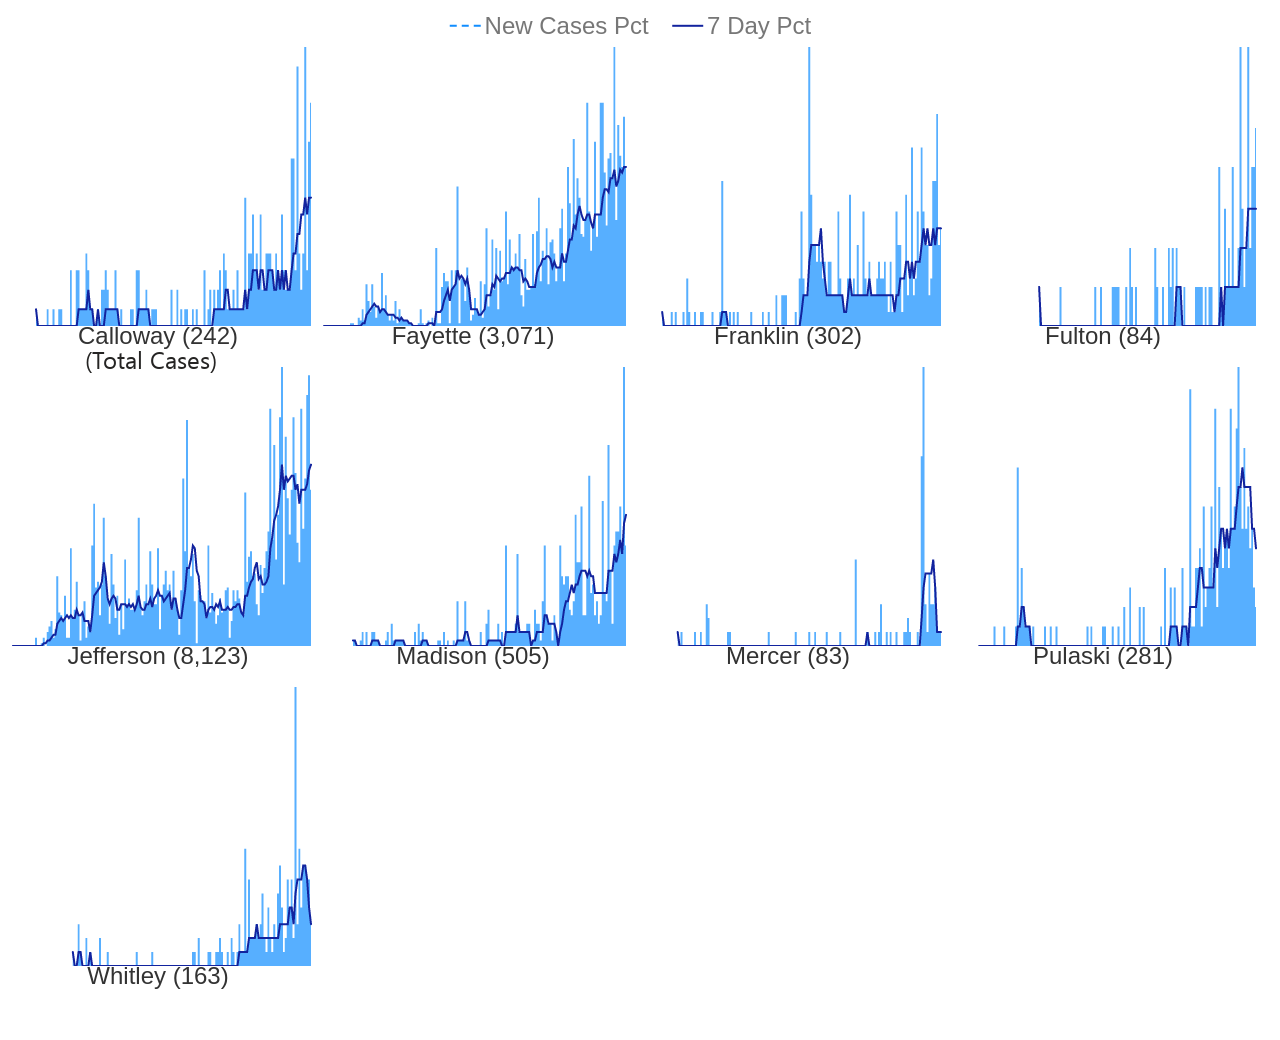 New Cases Pct 7 Day Pct
Calloway (242) Fayette (3,071) Franklin (302) Fulton (84)
(Total Cases)
Jefferson (8,123) Madison (505) Mercer (83) Pulaski (281)
Whitley (163)